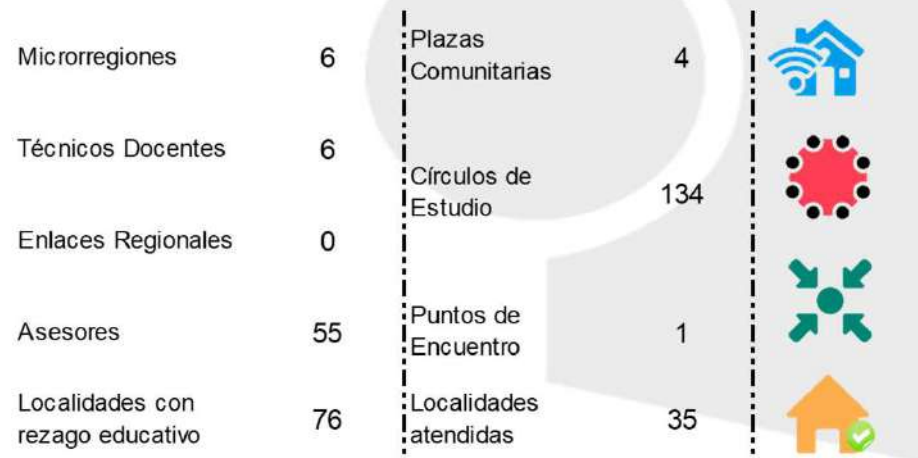 Microrregiones 6
Técnicos Docentes 6
Enlaces Regionales 0
Asesores 55
Localidades con
rezago educativo 76
Plazas
Comunitarias 4
Círculos de
Estudio 134
Puntos de
Encuentro 1
Localidades
atendidas 35